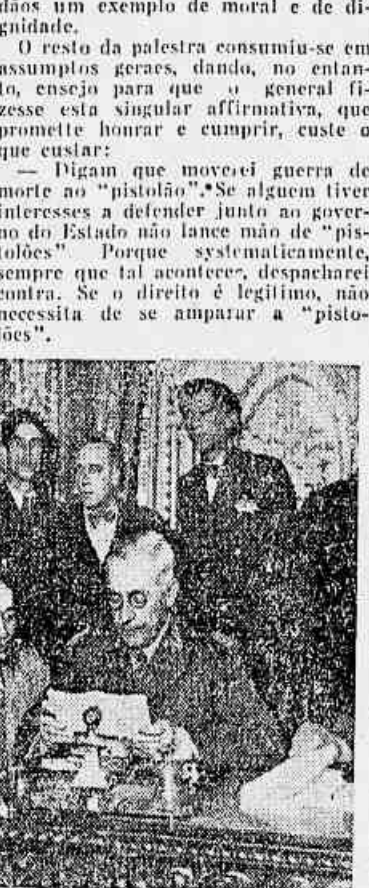 dãos um exemplo de moral e de di-
gnidade.
O resto da palestra consumiu-se em
assumptos geraes, dando, no entan-
to, ensejo para que o general fi-
zesse esta singular affirmativa, que
promette honrar e cumprir, custe o
que custar:
— Digam que moverei guerra de
morte ao "pistolão". Se alguem tiver
interesses a defender junto ao gover-
no do Estado não lance mão de "pis-
tolões" Porque systematicamente,
sempre que tal acontecer, despacharei
contra. Se o direito é legitimo, não
necessita de se amparar a "pisto-
lões".